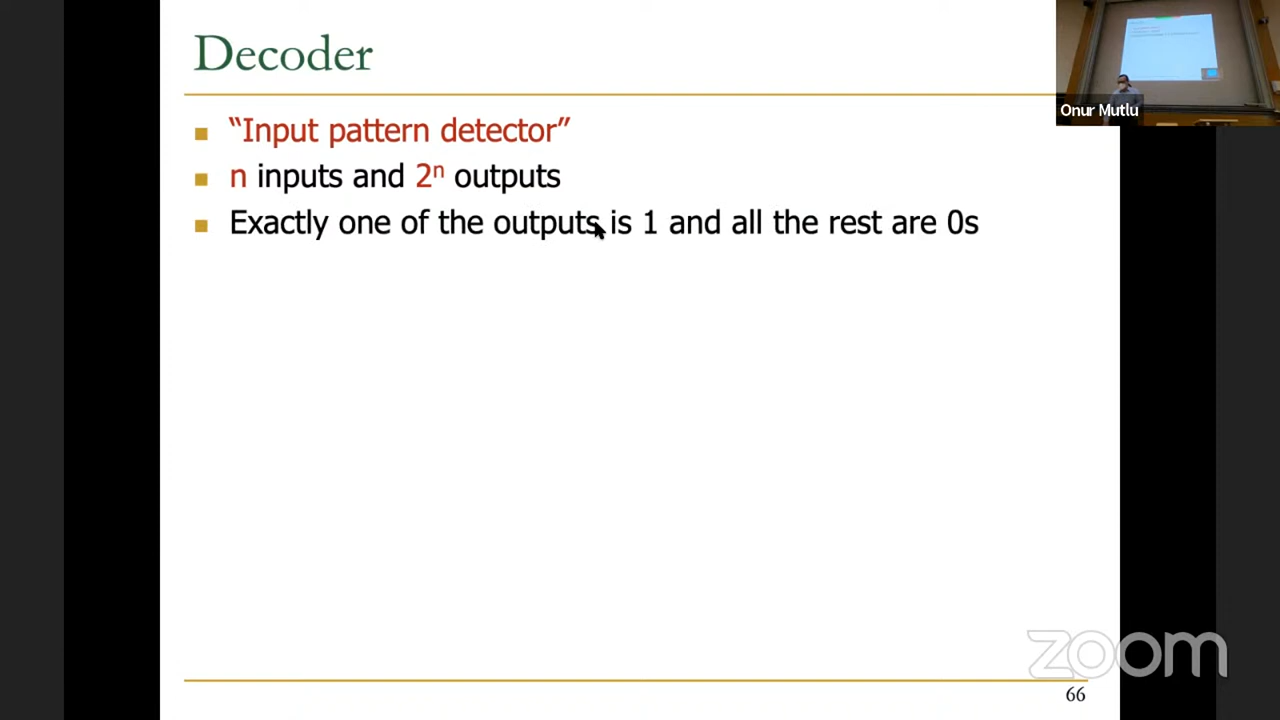 Decoder
“Input pattern detector”
n inputs and 2ⁿ outputs
Exactly one of the outputs is 1 and all the rest are 0s
Onur Mutlu
zoom
66